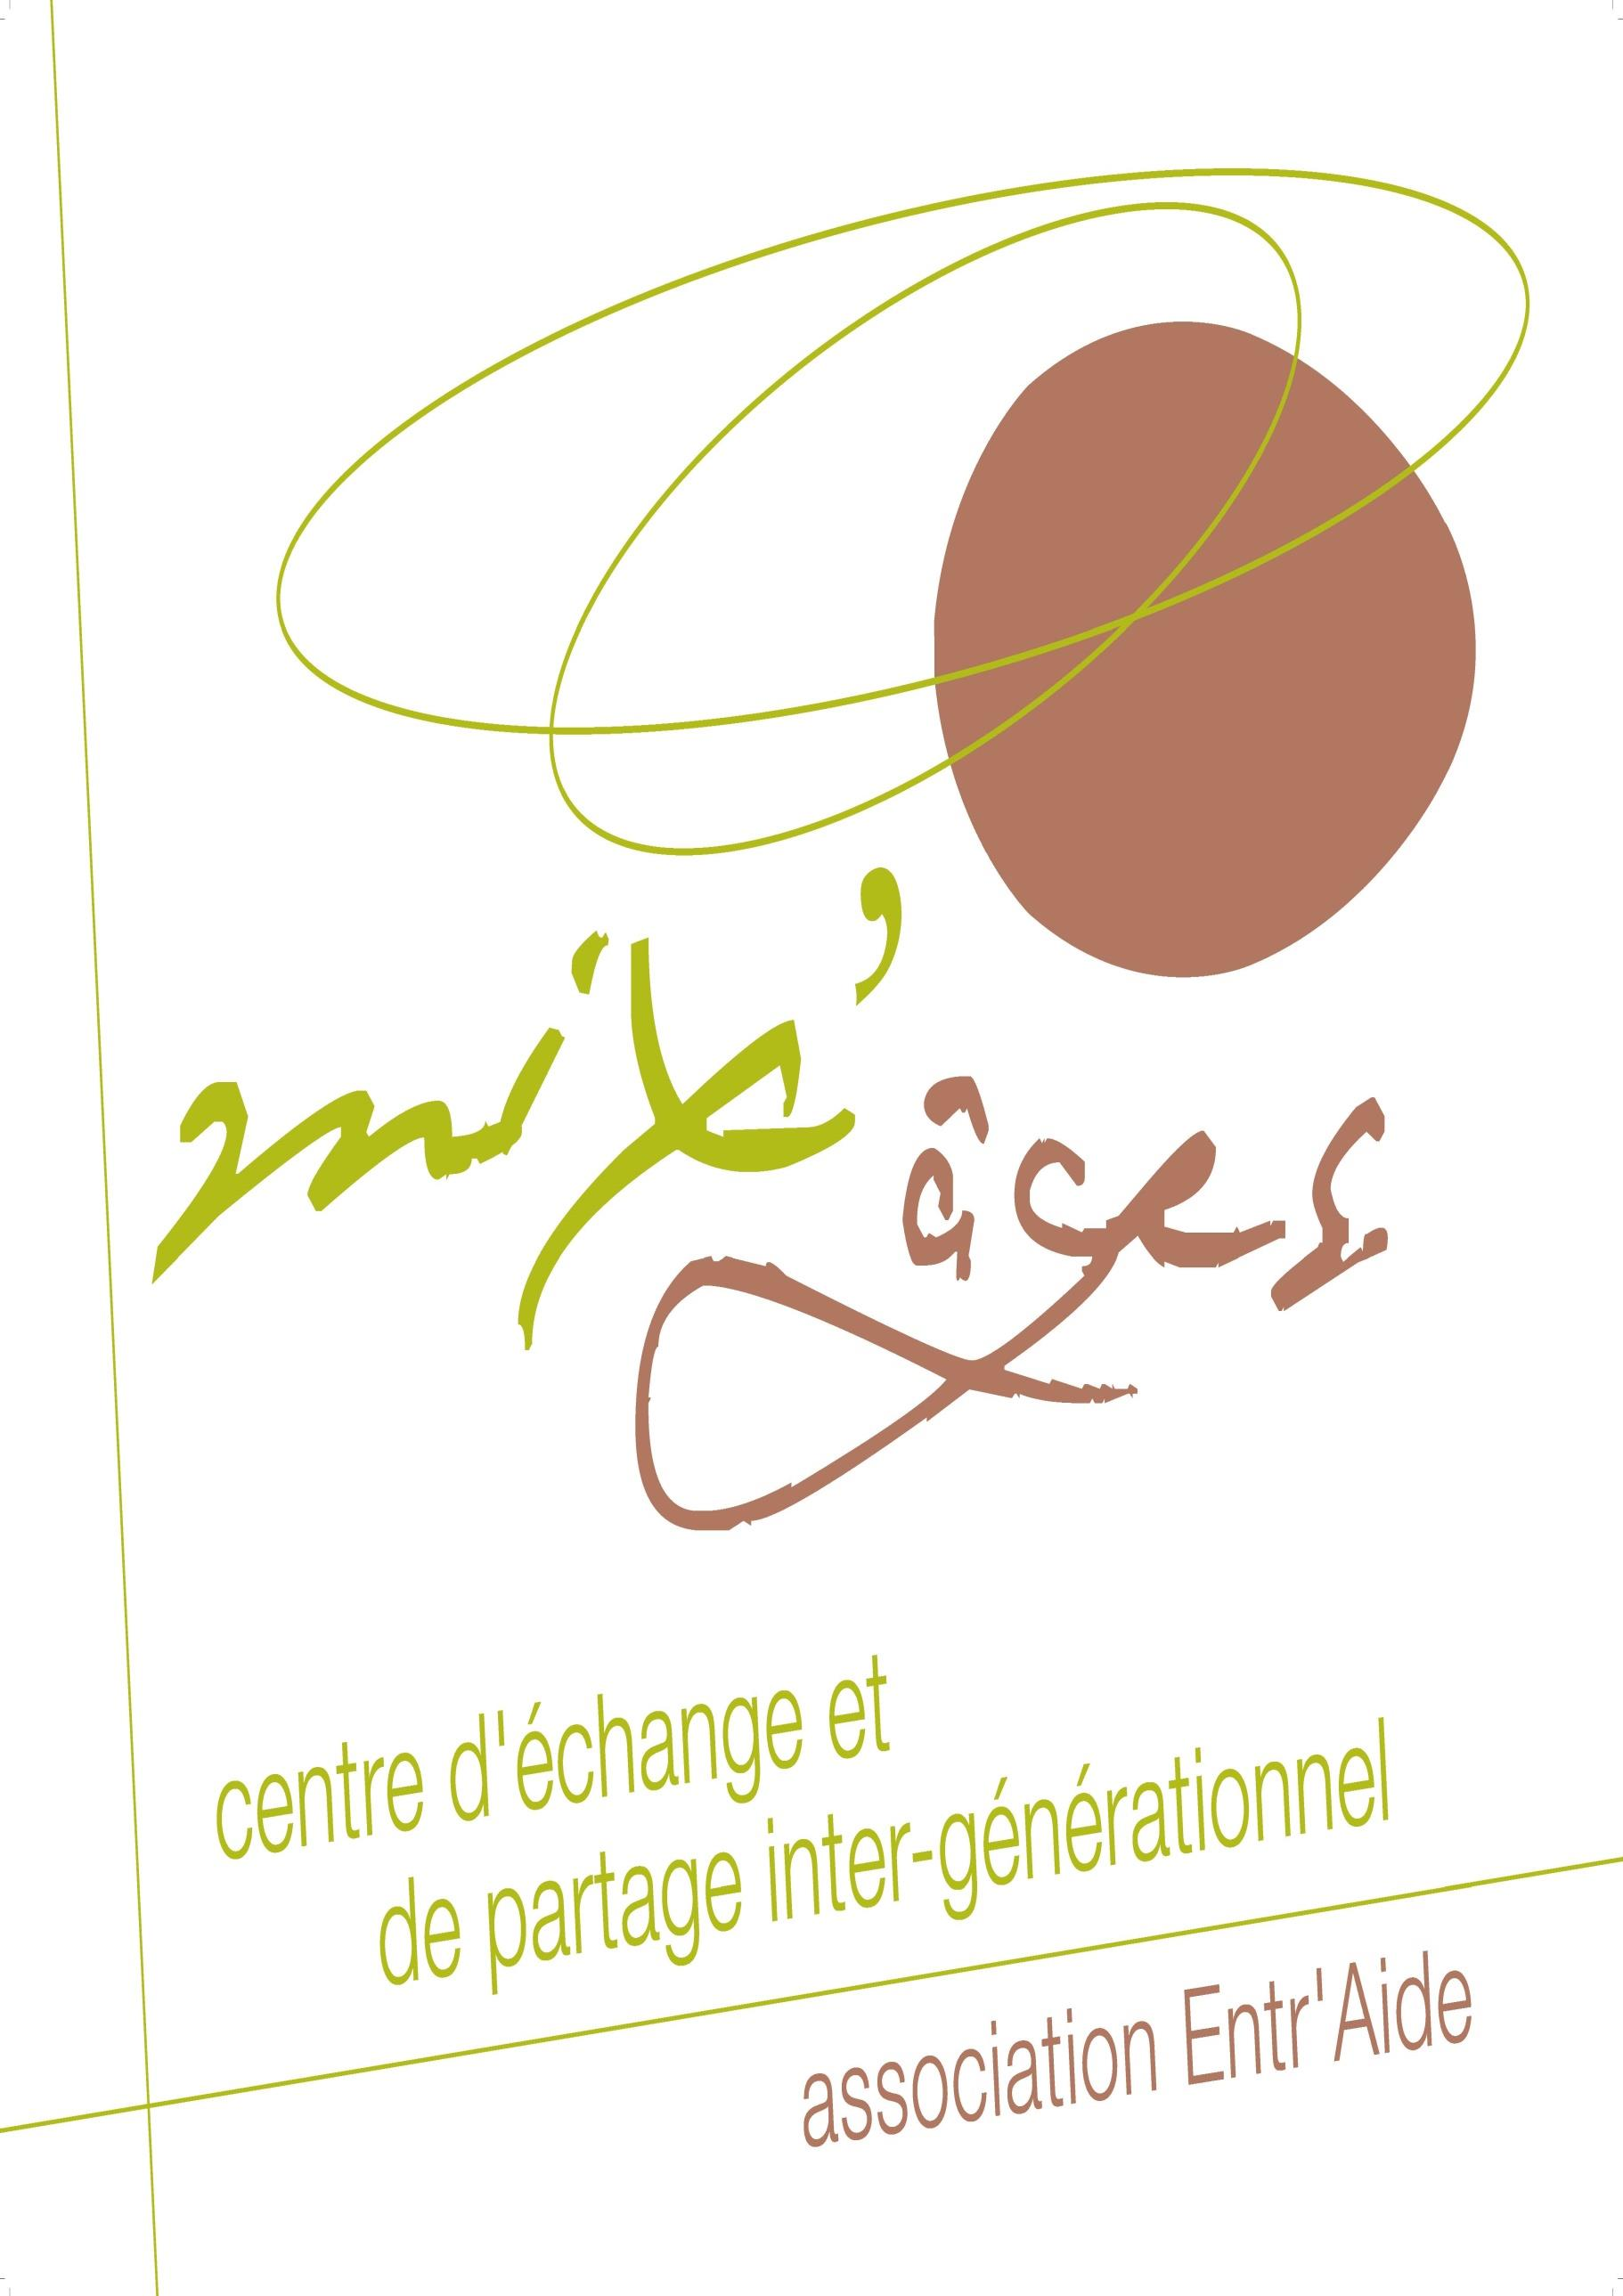 mix'
âges
centre d'échange et
de partage inter-générationnel
association Entr'Aide